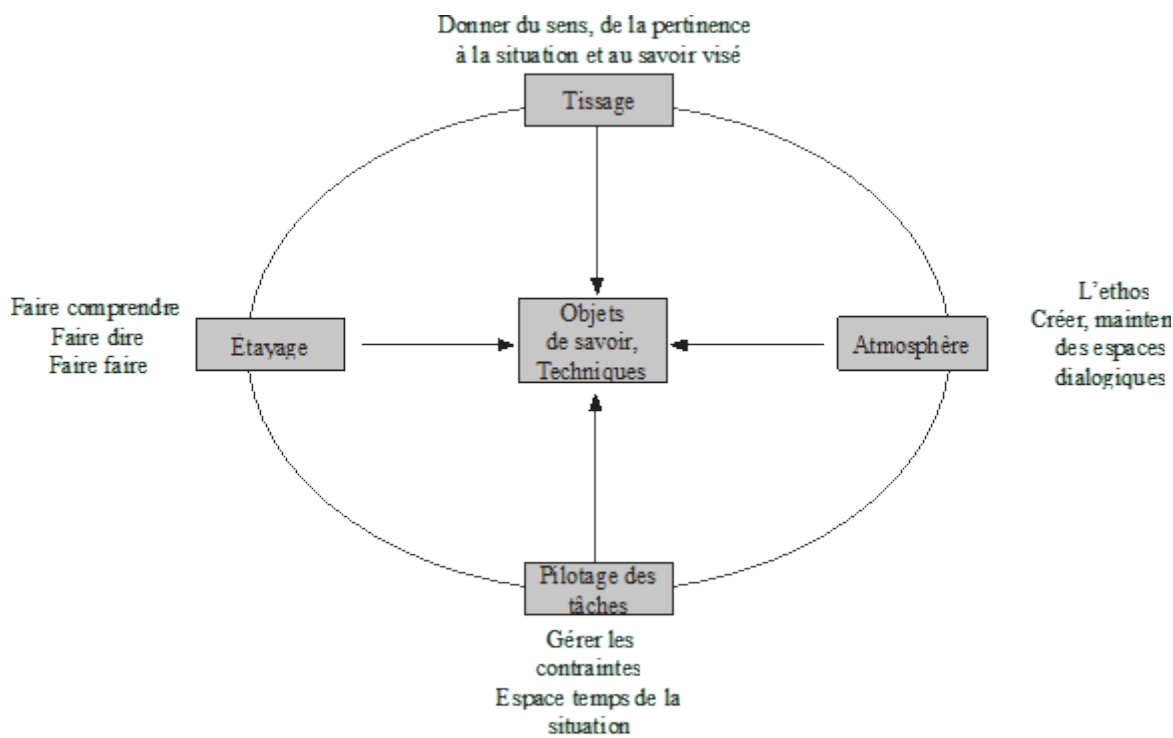 Donner du sens, de la pertinence
à la situation et au savoir visé
Tissage
Faire comprendre
Faire dire
Faire faire
Étayage
Objets
de savoir,
Techniques
Atmosphère
L'ethos
Créer, mainten
des espaces
dialogiques
Pilotage des
tâches
Gérer les
contraintes
Espace temps de la
situation